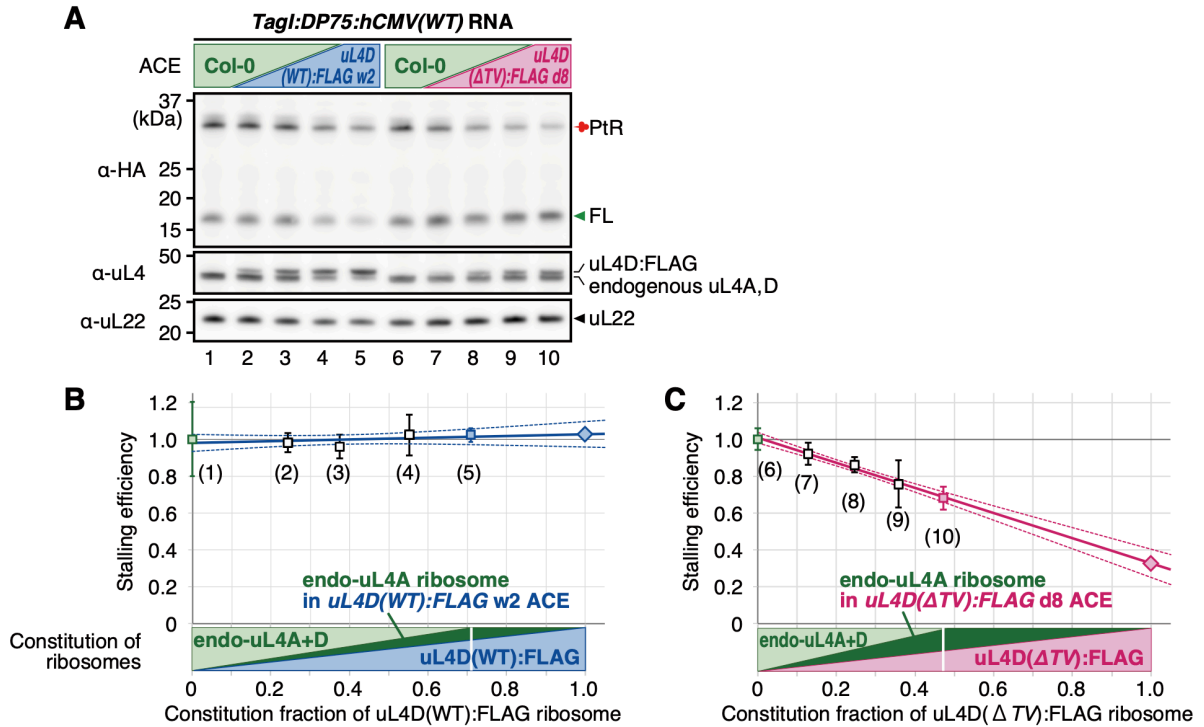 A
TagI:DP75:hCMV(WT) RNA
ACE
Col-0
uL4D
(WT):FLAG w2
Col-0
uL4D
(ΔTV):FLAG d8
37
(kDa)
25
20
15
α-HA
PtR
FL
50
α-uL4
uL4D:FLAG
endogenous uL4A,D
25
20
α-uL22
uL22
1 2 3 4 5 6 7 8 9 10
B
Stalling efficiency
1.2
1.0
0.8
0.6
0.4
0.2
0
(1) (2) (3) (4) (5)
endo-uL4A ribosome
in uL4D(WT):FLAG w2 ACE
Constitution of
ribosomes
endo-uL4A+D
uL4D(WT):FLAG
0 0.2 0.4 0.6 0.8 1.0
Constitution fraction of uL4D(WT):FLAG ribosome
C
Stalling efficiency
1.2
1.0
0.8
0.6
0.4
0.2
0
(6)
(7)
(8)
(9)
(10)
endo-uL4A ribosome
in uL4D(ΔTV):FLAG d8 ACE
endo-uL4A+D
uL4D(ΔTV):FLAG
0 0.2 0.4 0.6 0.8 1.0
Constitution fraction of uL4D( Δ TV):FLAG ribosome